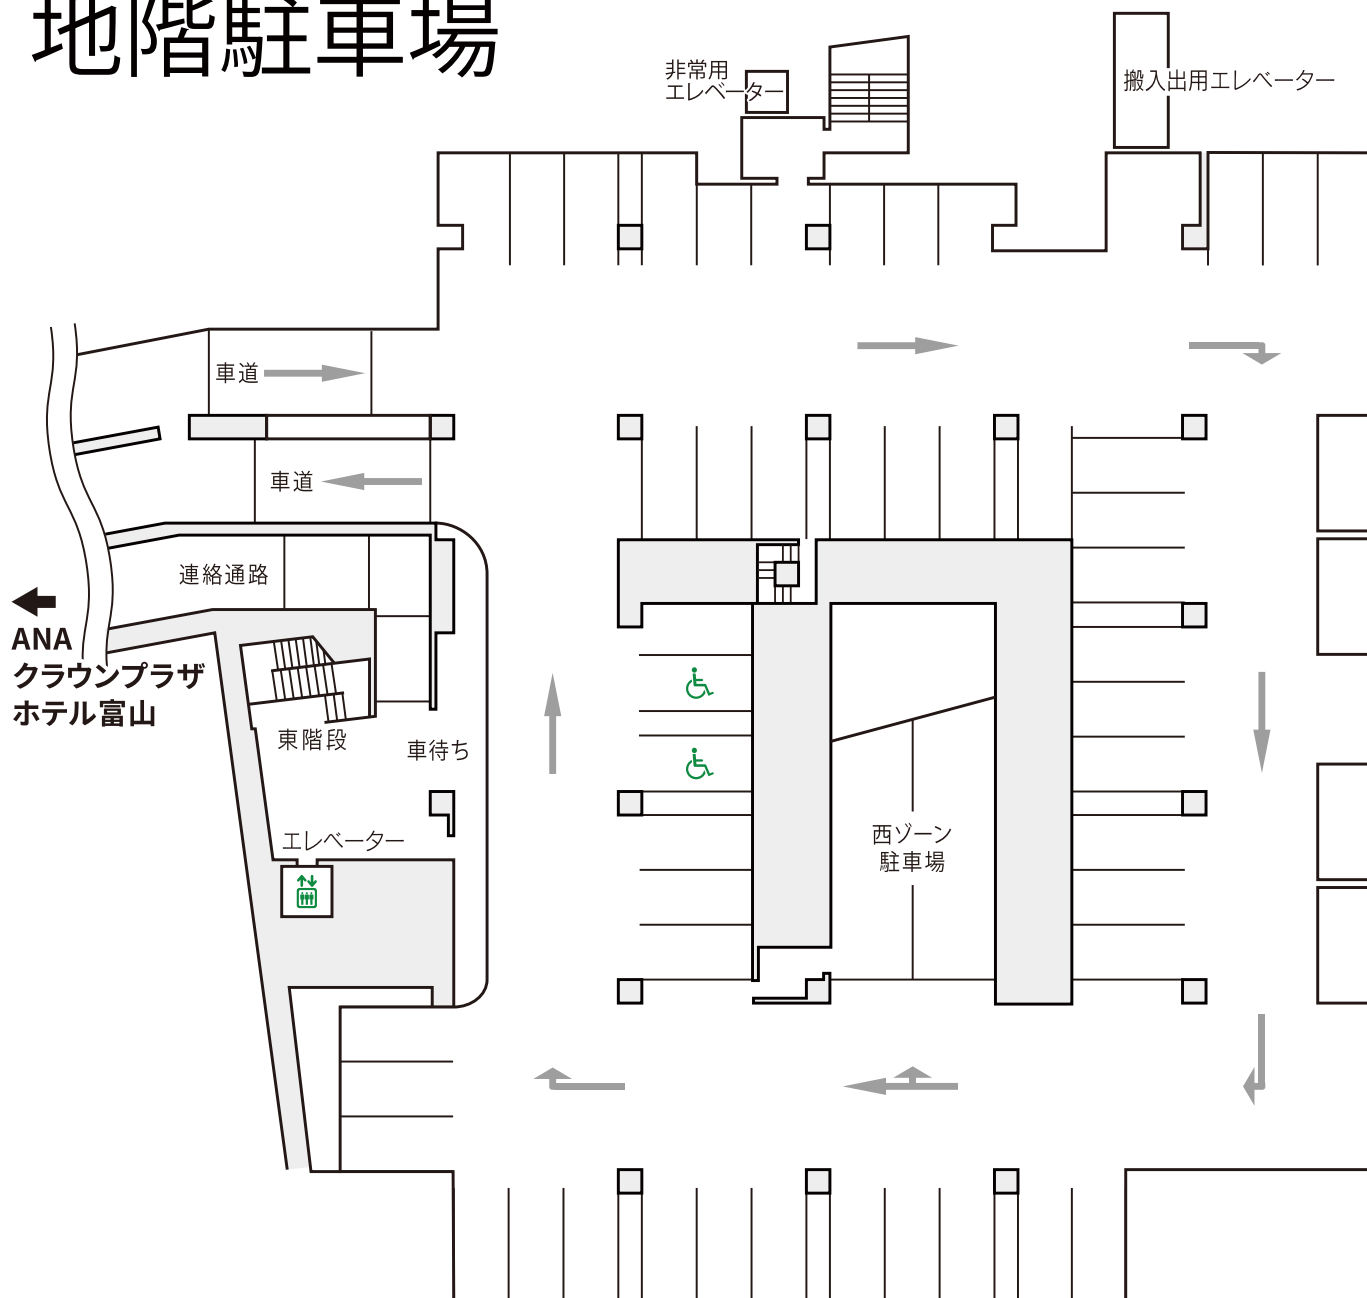 地階駐車場
非常用
エレベーター
搬入出用エレベーター
車道
車道
連絡通路
ANA
クラウンプラザ
ホテル富山
東階段
車待ち
エレベーター
西ゾーン
駐車場